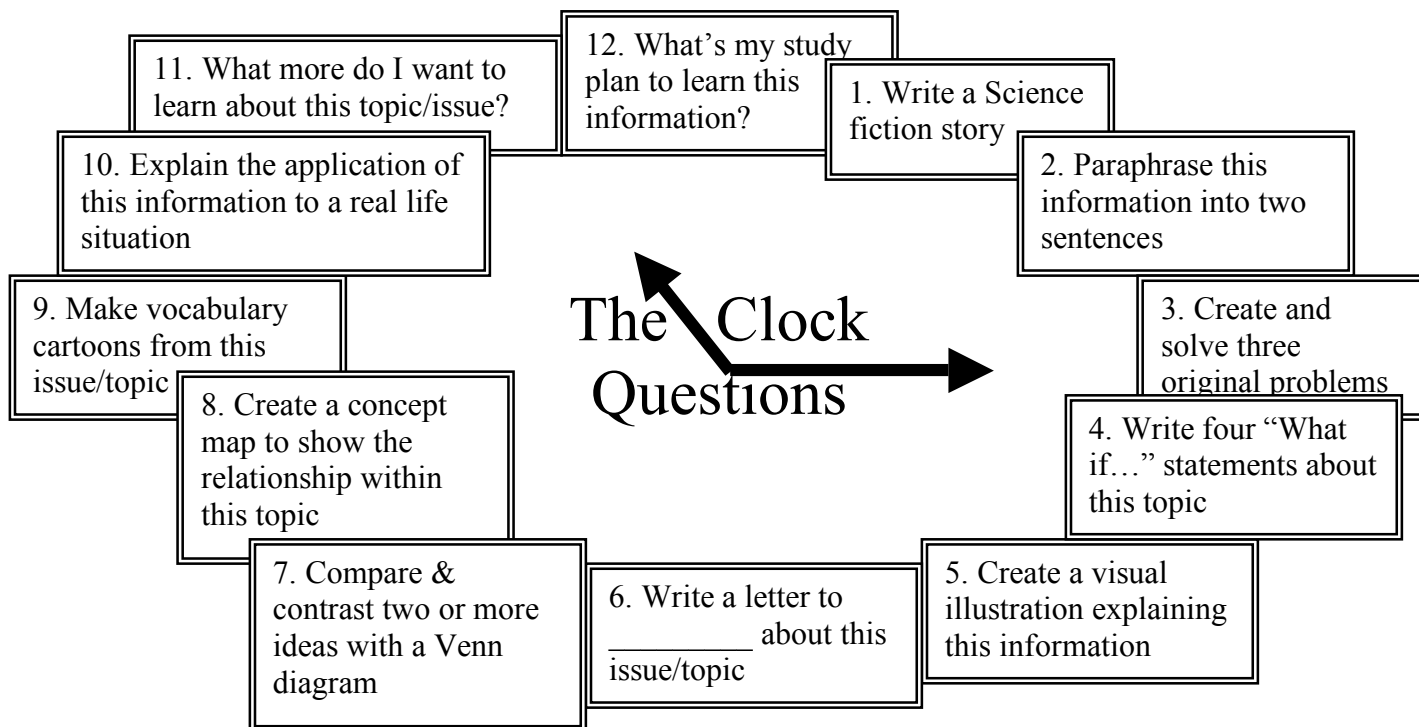 12. What's my study
plan to learn this
information?
1. Write a Science
fiction story
2. Paraphrase this
information into two
sentences
3. Create and
solve three
original problems
4. Write four “What
if…” statements about
this topic
5. Create a visual
illustration explaining
this information
6. Write a letter to
_________ about this
issue/topic
7. Compare &
contrast two or more
ideas with a Venn
diagram
8. Create a concept
map to show the
relationship within
this topic
9. Make vocabulary
cartoons from this
issue/topic
10. Explain the application of
this information to a real life
situation
11. What more do I want to
learn about this topic/issue?
The Clock
Questions